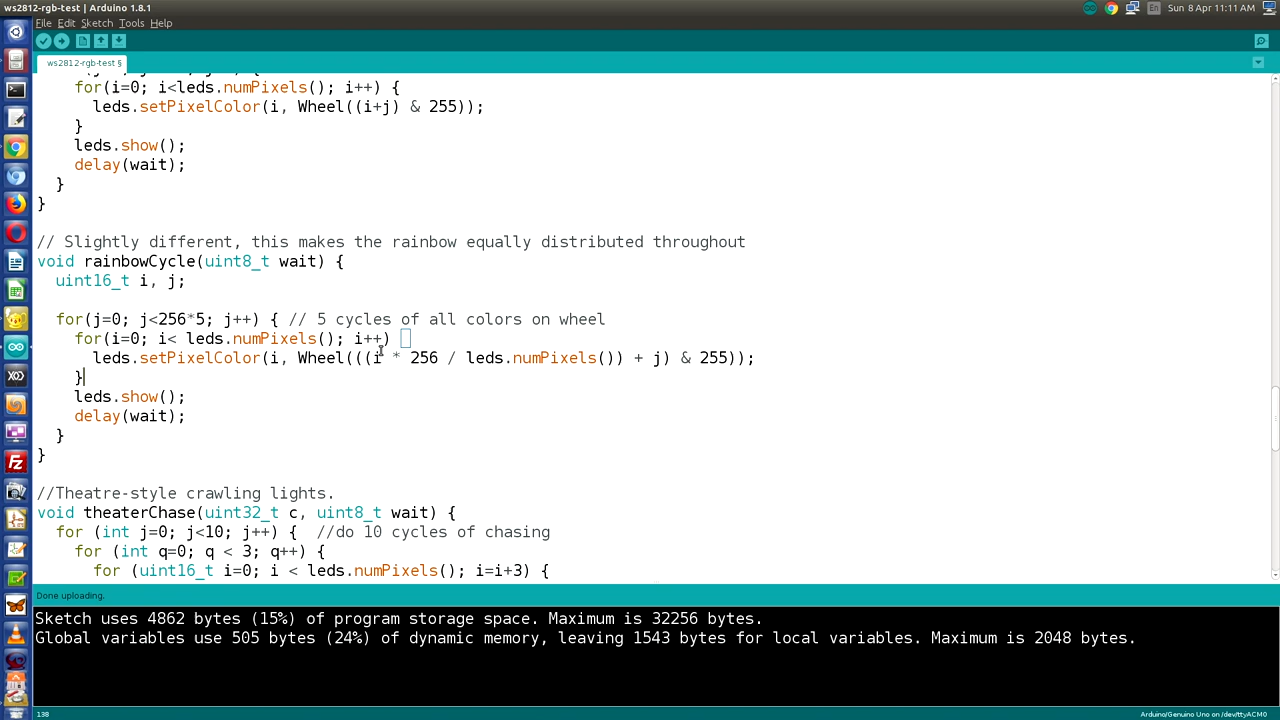 ws2812-rgb-test | Arduino 1.8.1
En Sun 8 Apr 11:11 AM
File Edit Sketch Tools Help
ws2812-rgb-test §
for(i=0; i<leds.numPixels(); i++) {
leds.setPixelColor(i, Wheel((i+j) & 255));
}
leds.show();
delay(wait);
}
}
// Slightly different, this makes the rainbow equally distributed throughout
void rainbowCycle(uint8_t wait) {
uint16_t i, j;
for(j=0; j<256*5; j++) { // 5 cycles of all colors on wheel
for(i=0; i< leds.numPixels(); i++)
leds.setPixelColor(i, Wheel(((i * 256 / leds.numPixels()) + j) & 255));
}
leds.show();
delay(wait);
}
}
//Theatre-style crawling lights.
void theaterChase(uint32_t c, uint8_t wait) {
for (int j=0; j<10; j++) {  //do 10 cycles of chasing
for (int q=0; q < 3; q++) {
for (uint16_t i=0; i < leds.numPixels(); i=i+3) {
Done uploading.
Sketch uses 4862 bytes (15%) of program storage space. Maximum is 32256 bytes.
Global variables use 505 bytes (24%) of dynamic memory, leaving 1543 bytes for local variables. Maximum is 2048 bytes.
138
Arduino/Genuino Uno on /dev/ttyACM0